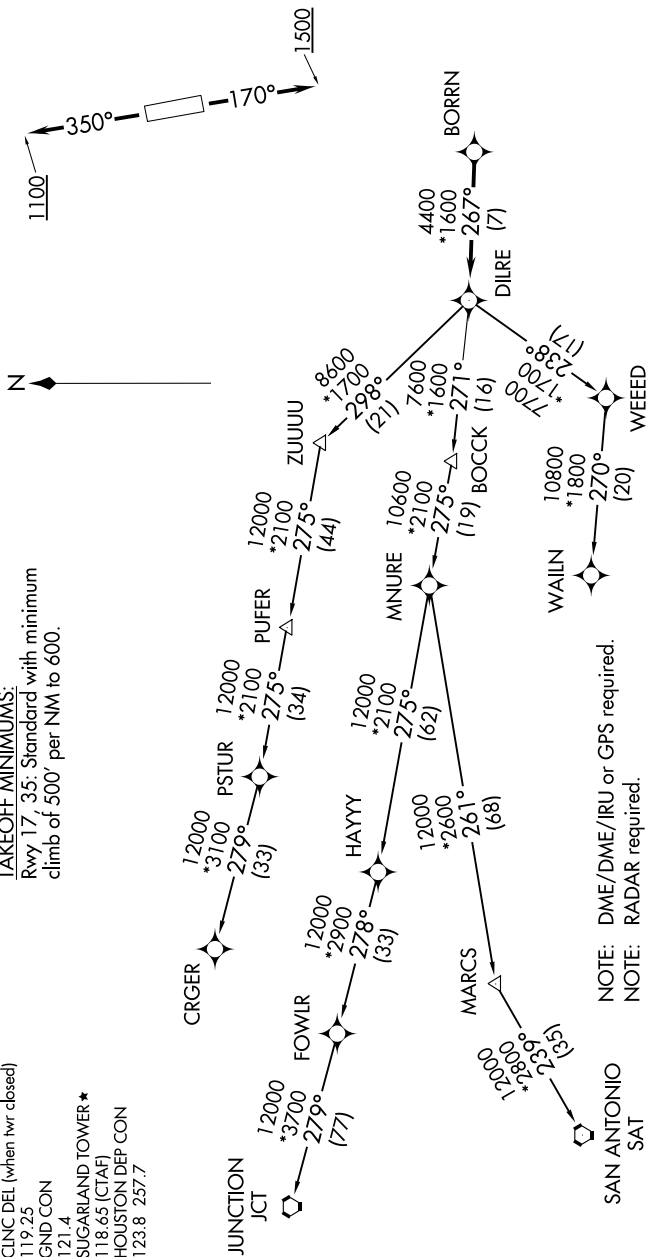 CLNC DEL (when twr closed)
119.25
GND CON
121.4
SUGARLAND TOWER ★
118.65 (CTAF)
HOUSTON DEP CON
123.8 257.7
TAKEOFF MINIMUMS:
Rwy 17, 35: Standard with minimum
climb of 500' per NM to 600.
N
1100
350°
170°
1500
BORRN
4400
*1600
267°
(7)
DILRE
8600
*1700
298°
(21)
ZUUUU
12000
*2100
275°
(44)
PUFER
12000
*2100
275°
(34)
PSTUR
12000
*3100
279°
(33)
CRGER
7600
*1600
271°
(16)
BOCCK
10600
*2100
275°
(19)
MNURE
12000
*2100
275°
(62)
HAYYY
12000
*2900
278°
(33)
FOWLR
12000
*3700
279°
(77)
JUNCTION
JCT
12000
*2600
261°
(68)
MARCS
12000
*2800
239°
(35)
SAN ANTONIO
SAT
7700
*1700
238°
(17)
WEEED
10800
*1800
270°
(20)
WAILN
NOTE: DME/DME/IRU or GPS required.
NOTE: RADAR required.